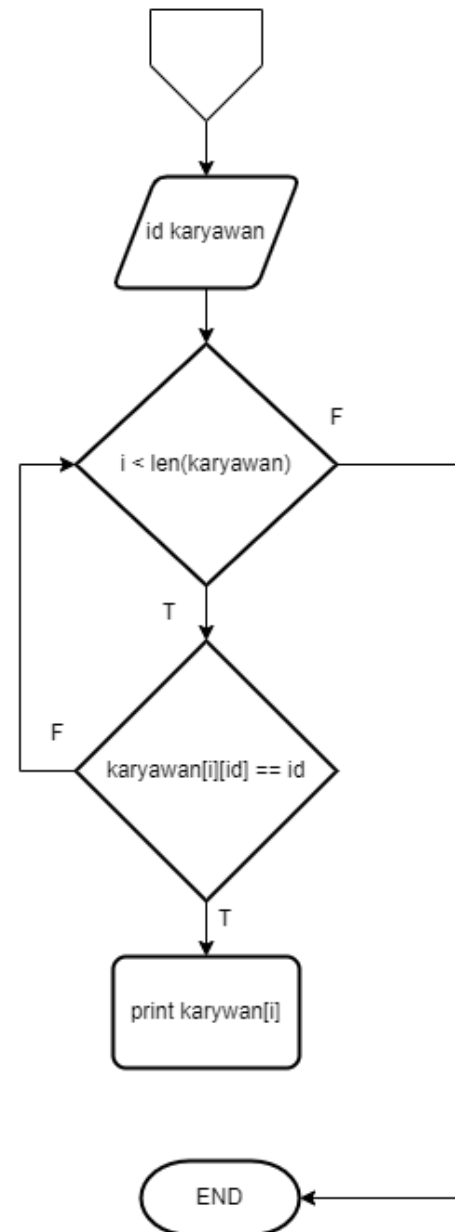 id karyawan
F
i < len(karyawan)
T
F
karyawan[i][id] == id
T
print karywan[i]
END